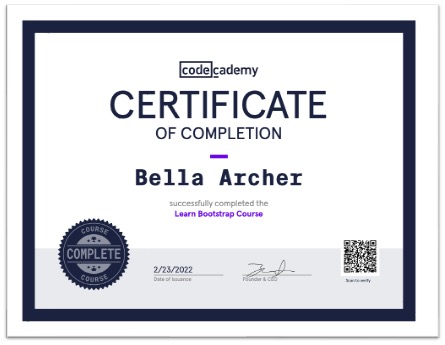 codecademy
CERTIFICATE
OF COMPLETION
Bella Archer
successfully completed the
Learn Bootstrap Course
COURSE
COMPLETE
COURSE
2/23/2022
Date of Issuance
Founder & CEO
Scan to verify